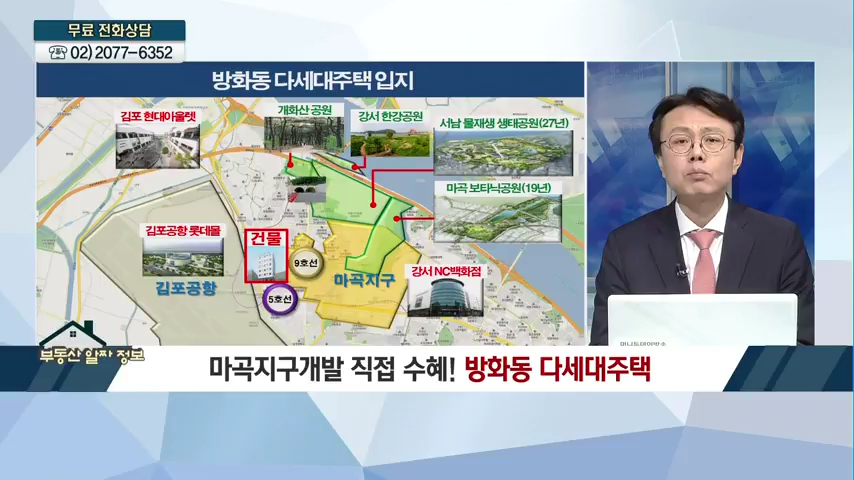 무료 전화상담
02) 2077-6352
방화동 다세대주택 입지
김포 현대아울렛
개화산 공원
강서 한강공원
서남 물재생 생태공원(27년)
마곡 보타닉공원(19년)
김포공항 롯데몰
건물
9호선
마곡지구
강서 NC백화점
김포공항
5호선
부동산 알짜 정보
마곡지구개발 직접 수혜! 방화동 다세대주택